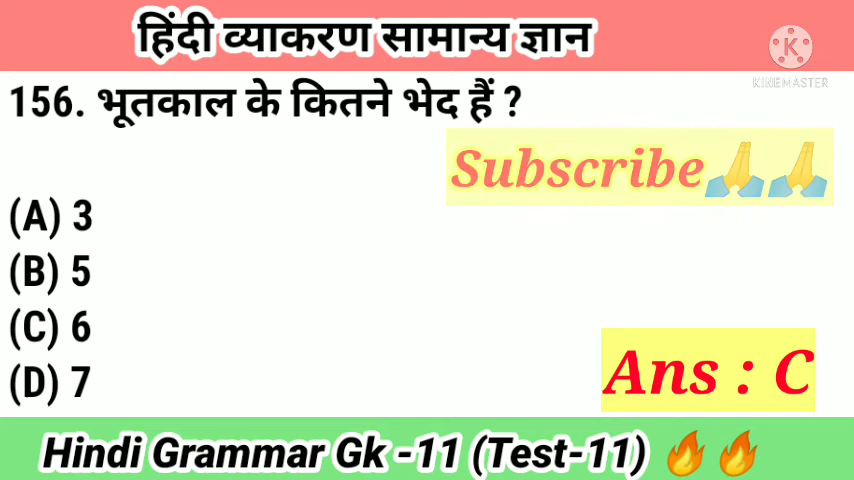 हिंदी व्याकरण सामान्य ज्ञान
KINEMASTER
156. भूतकाल के कितने भेद हैं ?
Subscribe🙏🙏
(A) 3
(B) 5
(C) 6
(D) 7
Ans : C
Hindi Grammar Gk -11 (Test-11) 🔥🔥